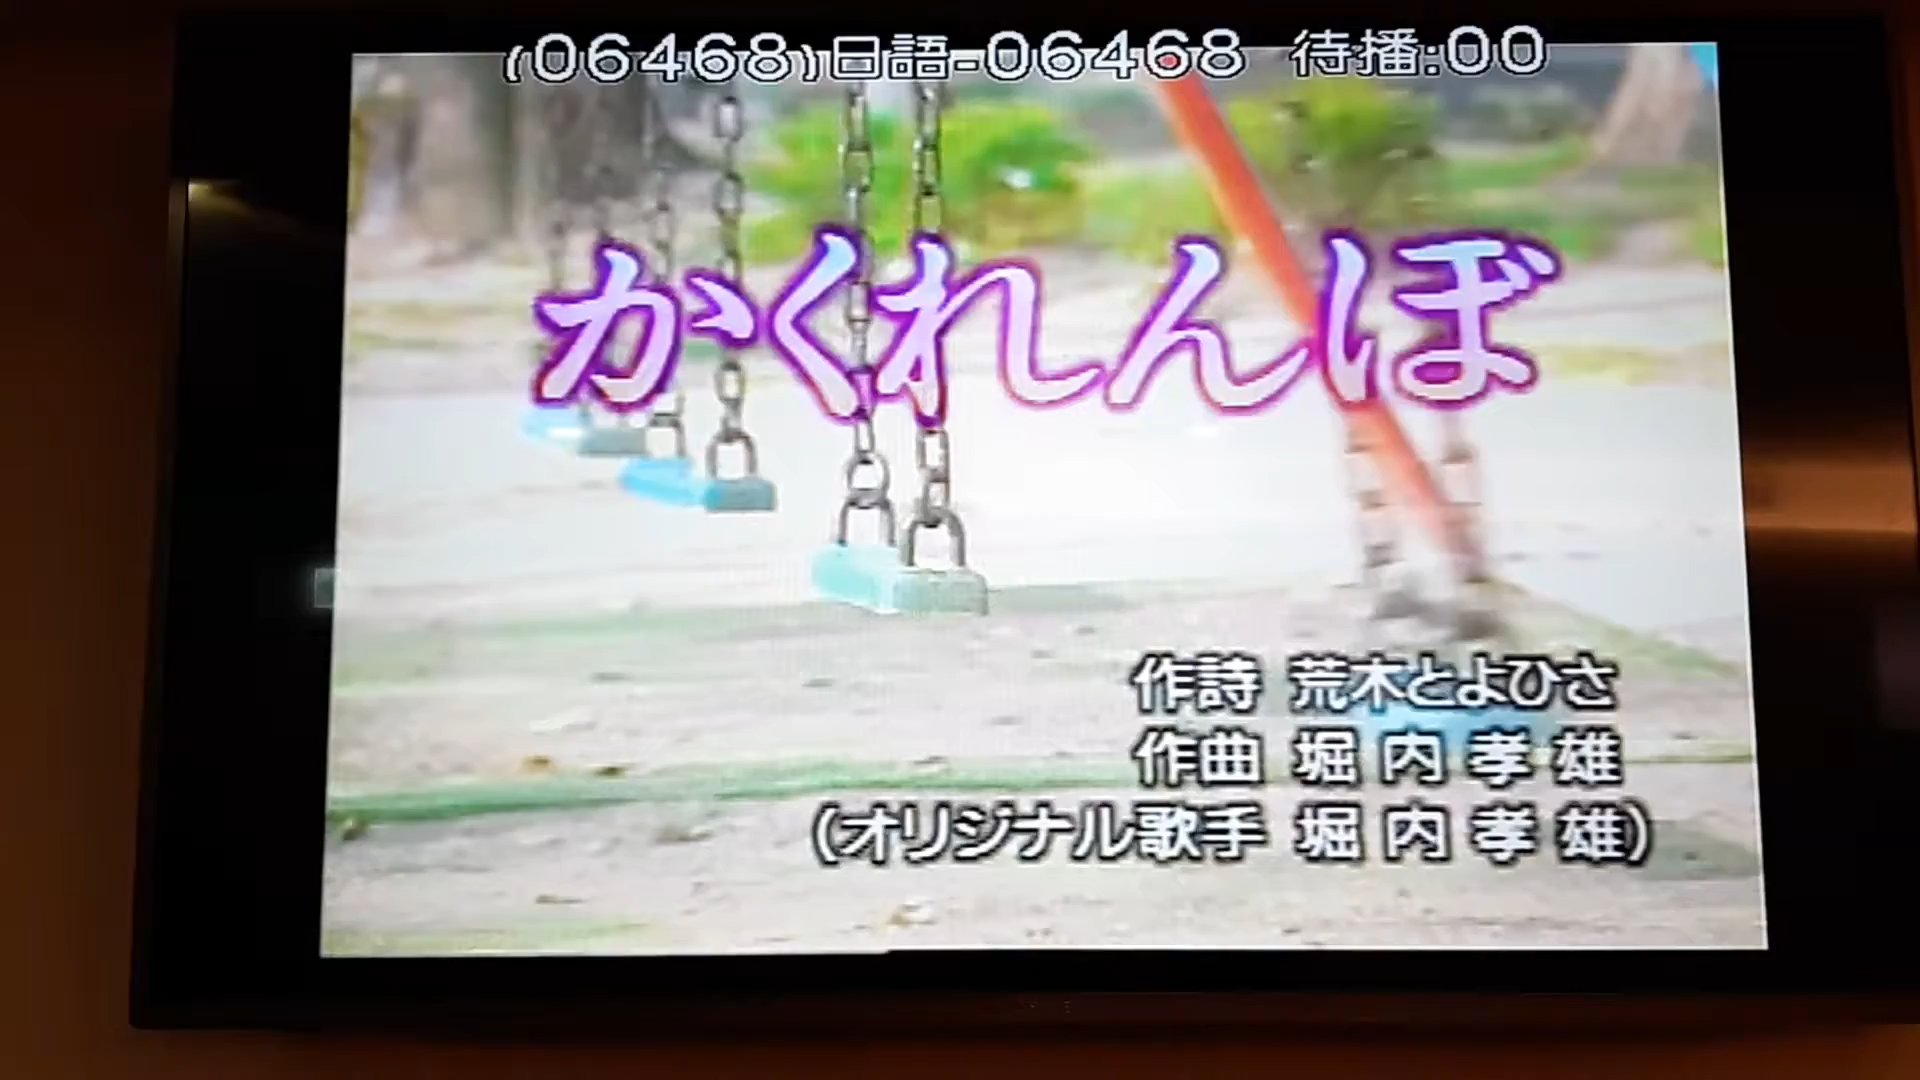 (06468)日語-06468 待播:00
かくれんぼ
作詩 荒木とよひさ
作曲 堀内孝雄
(オリジナル歌手 堀内孝雄)